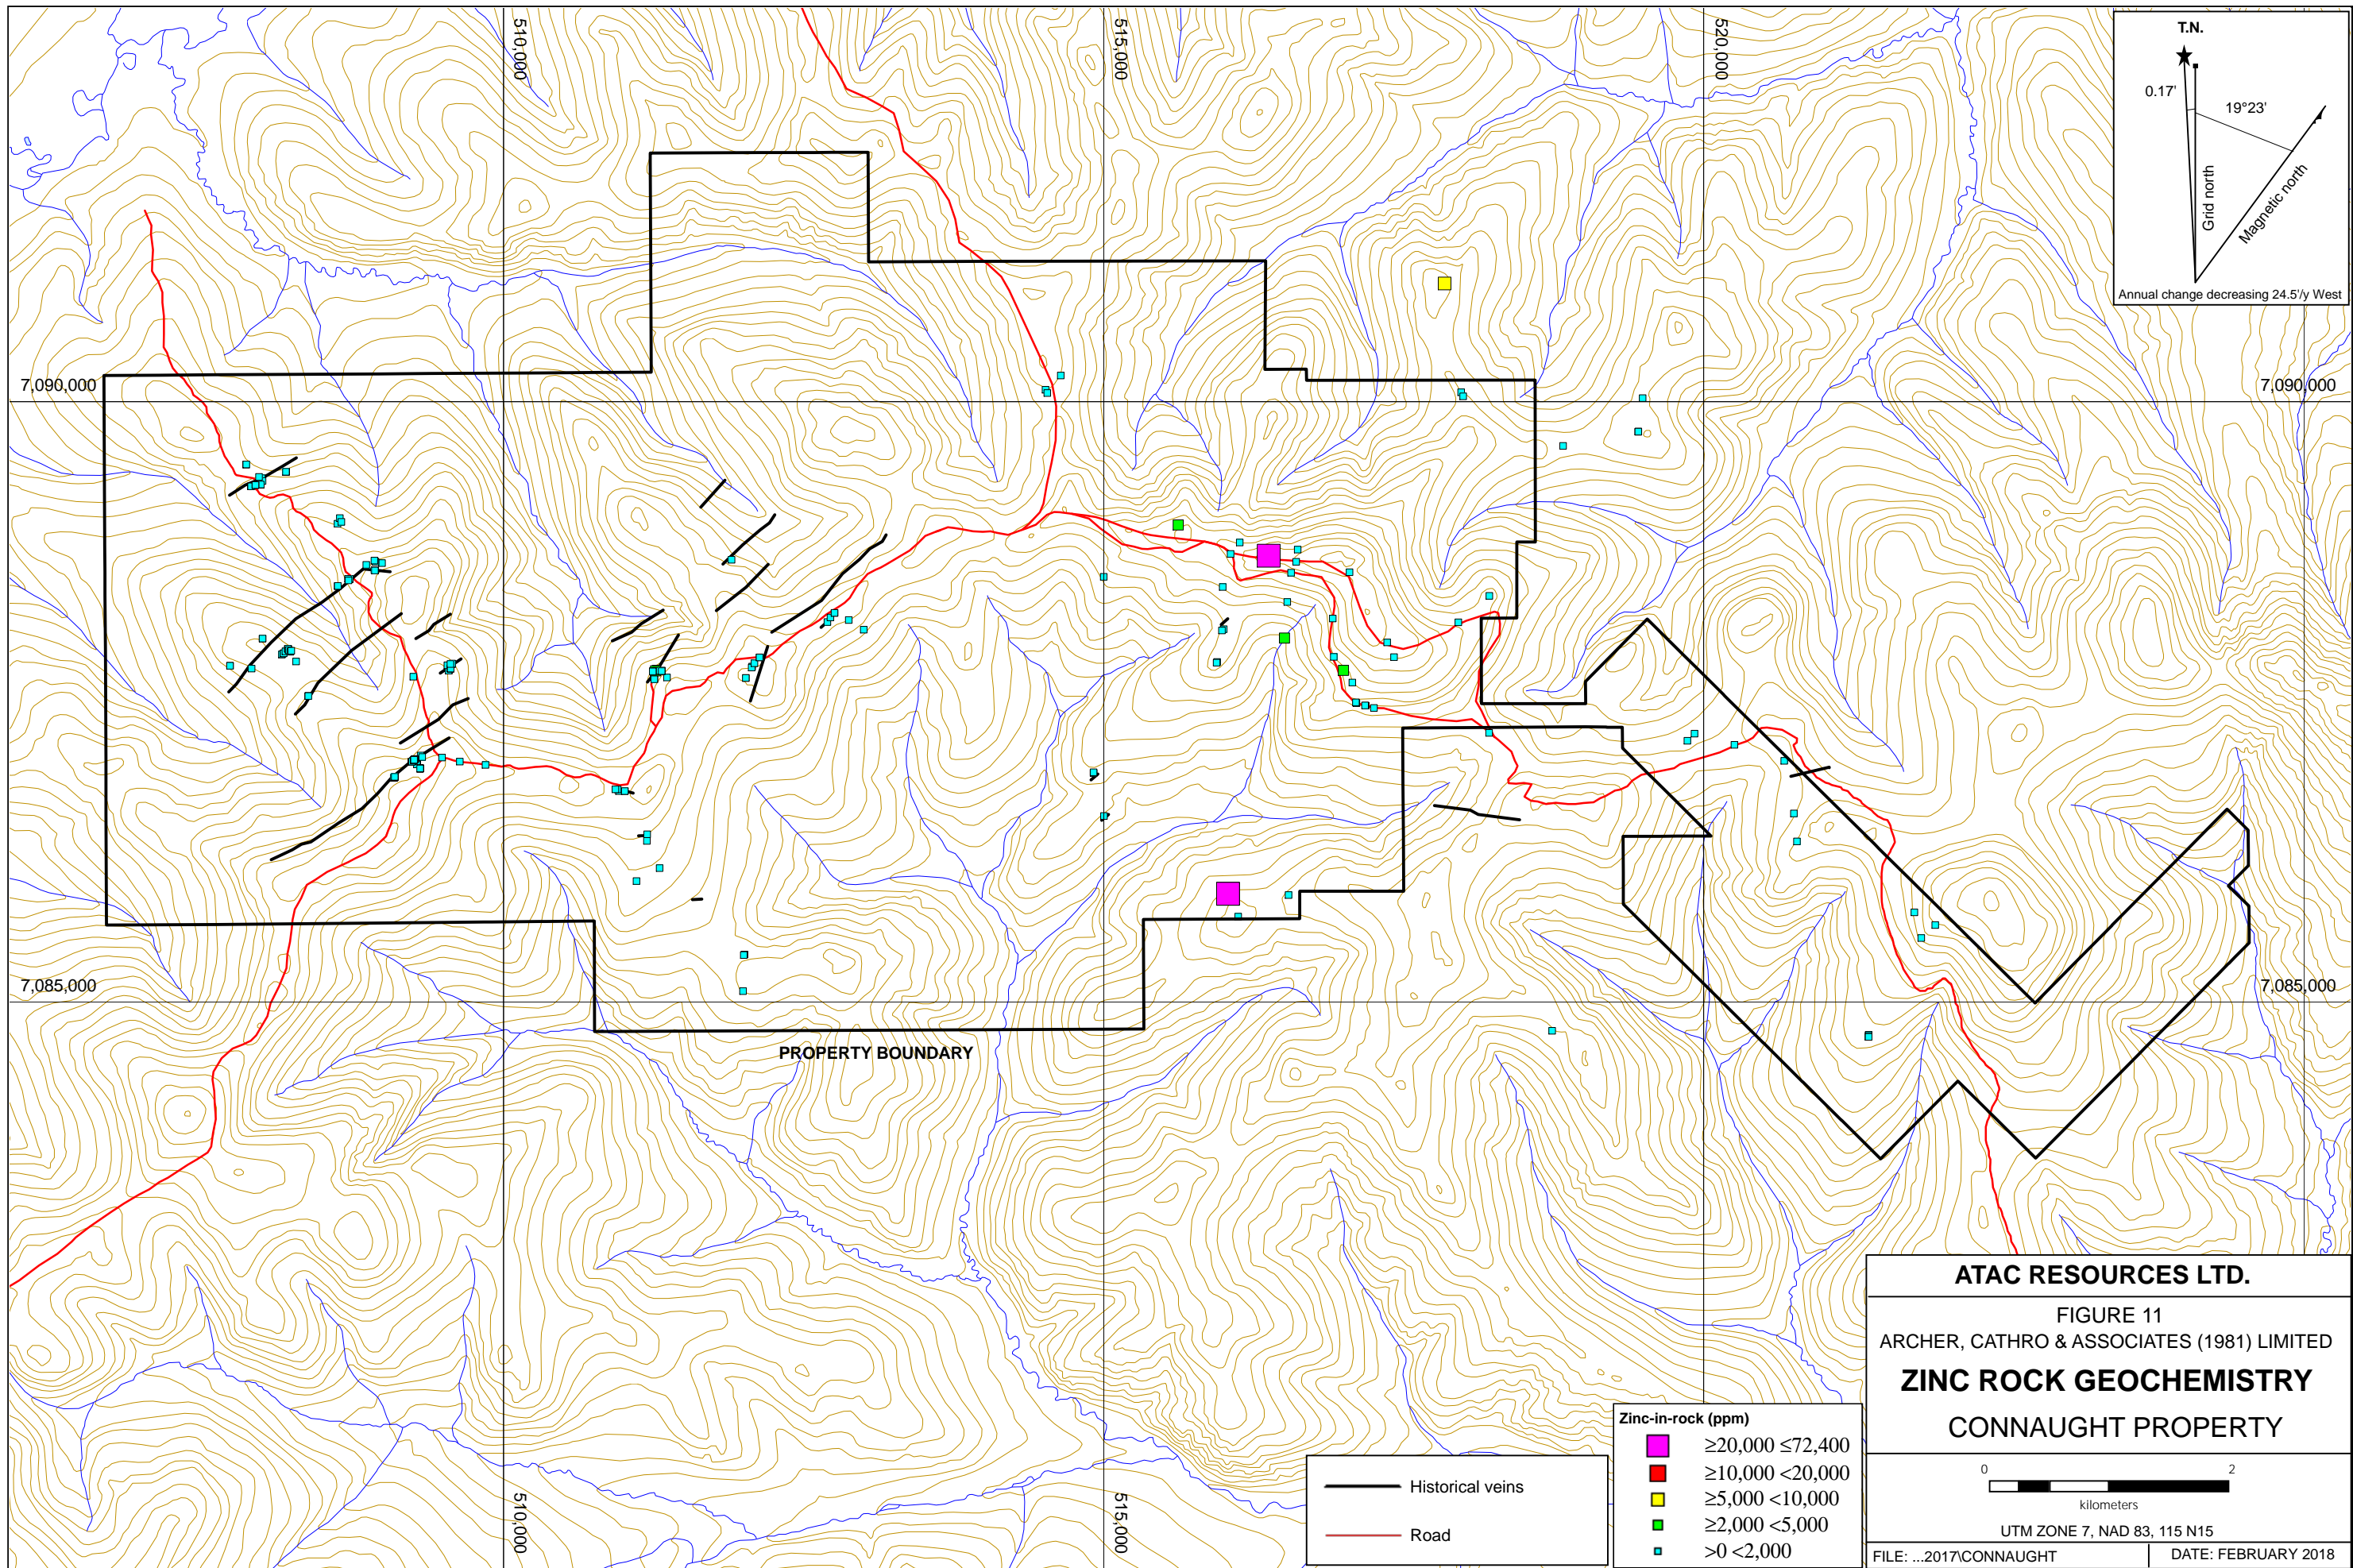 510,000
515,000
520,000
T.N.
0.17'
19°23'
Grid north
Magnetic north
Annual change decreasing 24.5'/y West
7,090,000
7,090,000
7,085,000
7,085,000
PROPERTY BOUNDARY
510,000
515,000
Historical veins
Road
Zinc-in-rock (ppm)
≥20,000 ≤72,400
≥10,000 <20,000
≥5,000 <10,000
≥2,000 <5,000
>0 <2,000
ATAC RESOURCES LTD.
FIGURE 11
ARCHER, CATHRO & ASSOCIATES (1981) LIMITED
ZINC ROCK GEOCHEMISTRY
CONNAUGHT PROPERTY
0 2
kilometers
UTM ZONE 7, NAD 83, 115 N15
FILE: ...2017\CONNAUGHT DATE: FEBRUARY 2018